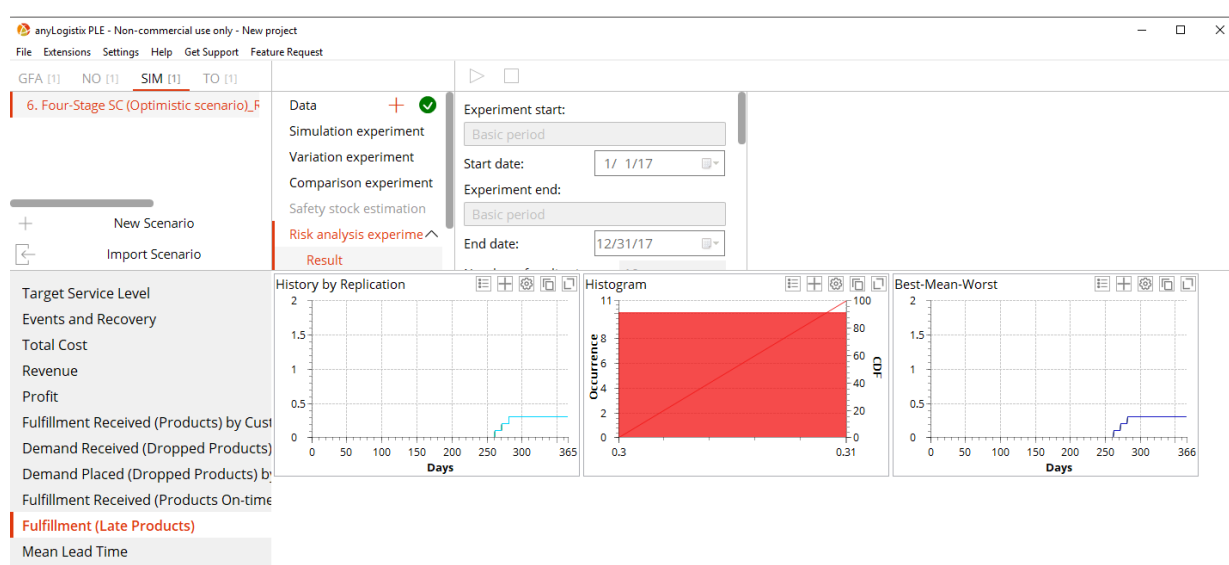 anyLogistix PLE - Non-commercial use only - New project
File Extensions Settings Help Get Support Feature Request
GFA [1] NO [1] SIM [1] TO [1]
6. Four-Stage SC (Optimistic scenario)_R
New Scenario
Import Scenario
Data
Simulation experiment
Variation experiment
Comparison experiment
Safety stock estimation
Risk analysis experime
Result
Experiment start:
Basic period
Start date: 1/ 1/17
Experiment end:
Basic period
End date: 12/31/17
Target Service Level
Events and Recovery
Total Cost
Revenue
Profit
Fulfillment Received (Products) by Cust
Demand Received (Dropped Products)
Demand Placed (Dropped Products) by
Fulfillment Received (Products On-time
Fulfillment (Late Products)
Mean Lead Time
History by Replication
2
1.5
1
0.5
0
0 50 100 150 200 250 300 365
Days
Histogram
11
8
6
4
2
0
Occurrence
100
80
60
40
20
0
CDF
0.3 0.31
Best-Mean-Worst
2
1.5
1
0.5
0
0 50 100 150 200 250 300 366
Days